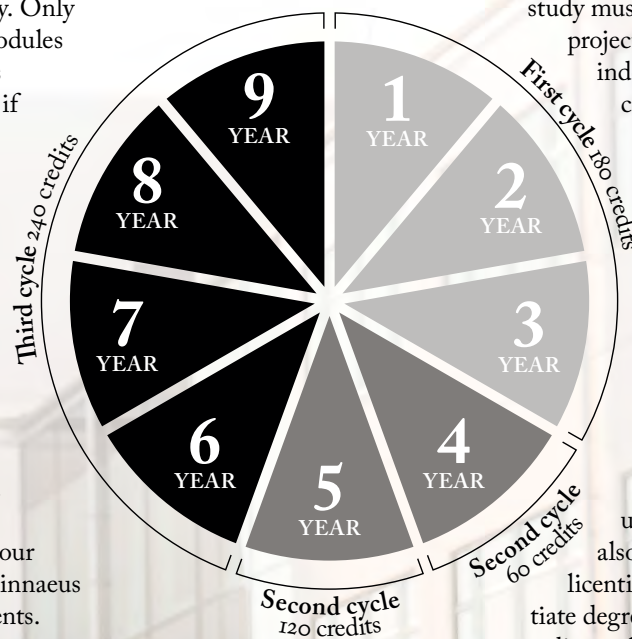 y. Only
odules
if
study mus
projec
ind
c
First cycle 180 credits
1
YEAR
2
YEAR
3
YEAR
4
YEAR
5
YEAR
6
YEAR
7
YEAR
8
YEAR
9
YEAR
Second cycle
60 credits
Second cycle
120 credits
Third cycle 240 credits
our
innaeus
ents.
u
also
licenti
tiate degre